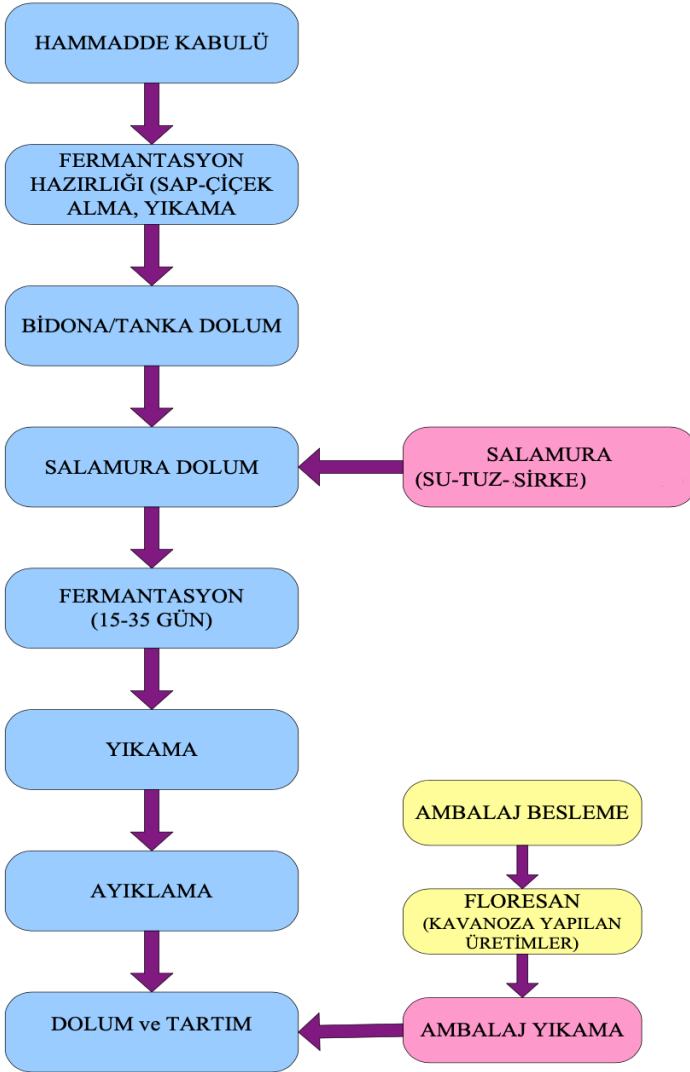 HAMMADDE KABULÜ
FERMANTASYON
HAZIRLIĞI (SAP-ÇİÇEK
ALMA, YIKAMA
BİDONA/TANKA DOLUM
SALAMURA DOLUM
SALAMURA
(SU-TUZ-SİRKE)
FERMANTASYON
(15-35 GÜN)
YIKAMA
AYIKLAMA
AMBALAJ BESLEME
FLORESAN
(KAVANOZA YAPILAN
ÜRETİMLER)
AMBALAJ YIKAMA
DOLUM ve TARTIM